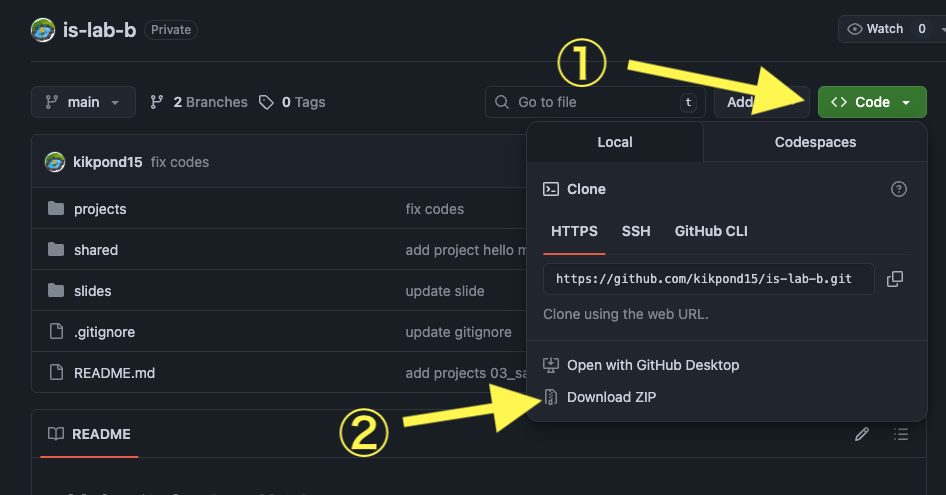 is-lab-b Private
Watch 0
①
main 2 Branches 0 Tags
Go to file t
Code
kikpond15 fix codes
projects fix codes
shared add project hello
slides update slide
.gitignore update gitignore
README.md add projects
Local Codespaces
Clone
HTTPS SSH GitHub CLI
https://github.com/kikpond15/is-lab-b.git
Clone using the web URL.
Open with GitHub Desktop
Download ZIP
②
README